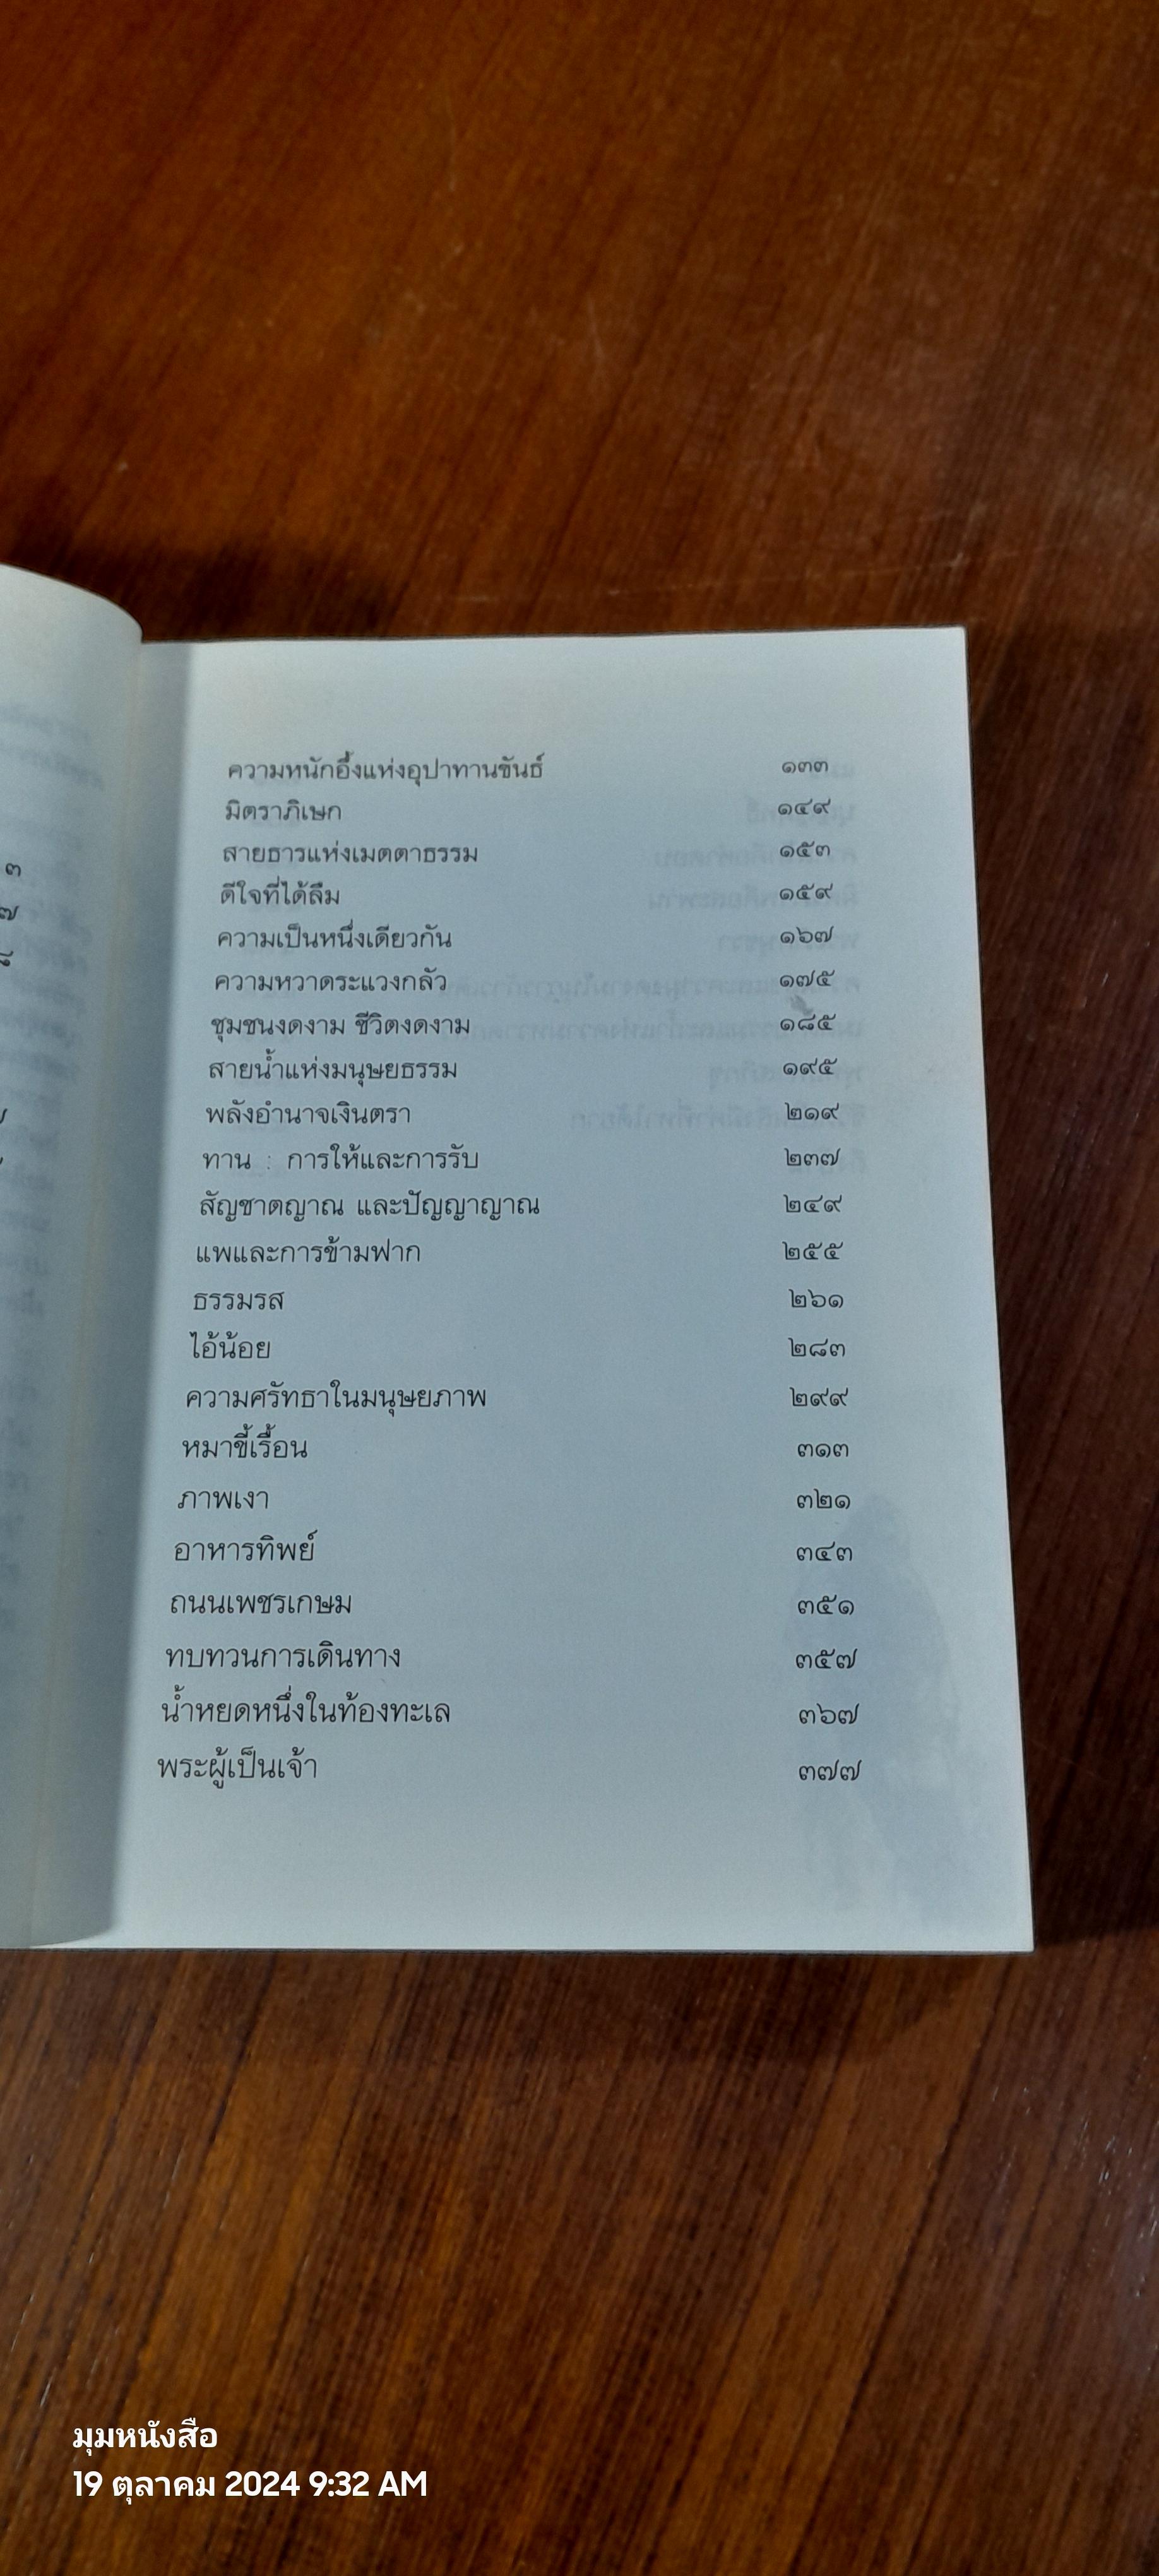 ความหนักอึ้งแห่งอุปาทานขันธ์ ๑๓๓
มิตราภิเษก ๑๔๙
สายธารแห่งเมตตาธรรม ๑๕๓
ดีใจที่ได้ลืม ๑๕๙
ความเป็นหนึ่งเดียวกัน ๑๖๗
ความหวาดระแวงกลัว ๑๗๕
ชุมชนงดงาม ชีวิตงดงาม ๑๘๕
สายน้ำแห่งมนุษยธรรม ๑๙๕
พลังอำนาจเงินตรา ๒๑๙
ทาน : การให้และการรับ ๒๓๗
สัญชาตญาณ และปัญญาญาณ ๒๔๙
แพและการข้ามฟาก ๒๕๕
ธรรมรส ๒๖๑
ไอ้น้อย ๒๘๓
ความศรัทธาในมนุษยภาพ ๒๙๙
หมาขี้เรื้อน ๓๑๓
ภาพเงา ๓๒๑
อาหารทิพย์ ๓๔๓
ถนนเพชรเกษม ๓๕๑
ทบทวนการเดินทาง ๓๕๗
น้ำหยดหนึ่งในท้องทะเล ๓๖๗
พระผู้เป็นเจ้า ๓๗๗
มุมหนังสือ
19 ตุลาคม 2024 9:32 AM